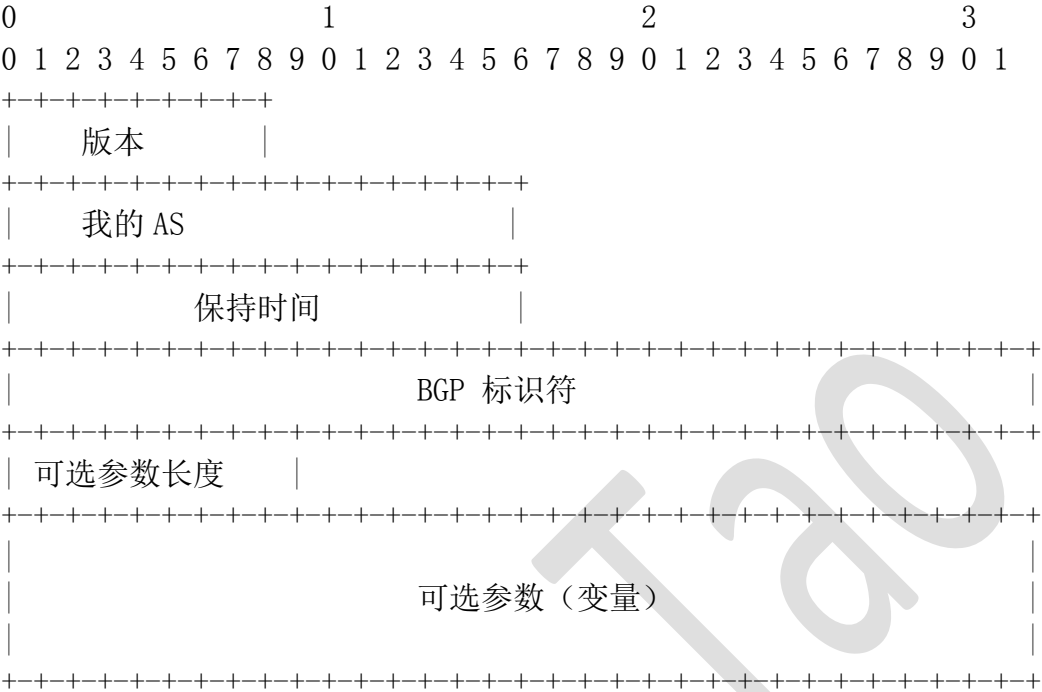 0                   1                   2                   3
0 1 2 3 4 5 6 7 8 9 0 1 2 3 4 5 6 7 8 9 0 1 2 3 4 5 6 7 8 9 0 1
+-+-+-+-+-+-+-+-+
|    版本       |
+-+-+-+-+-+-+-+-+-+-+-+-+-+-+-+-+
|    我的 AS                    |
+-+-+-+-+-+-+-+-+-+-+-+-+-+-+-+-+
|           保持时间            |
+-+-+-+-+-+-+-+-+-+-+-+-+-+-+-+-+-+-+-+-+-+-+-+-+-+-+-+-+-+-+-+-+
|                         BGP 标识符                            |
+-+-+-+-+-+-+-+-+-+-+-+-+-+-+-+-+-+-+-+-+-+-+-+-+-+-+-+-+-+-+-+-+
| 可选参数长度    |
+-+-+-+-+-+-+-+-+-+-+-+-+-+-+-+-+-+-+-+-+-+-+-+-+-+-+-+-+-+-+-+-+
|                                                               |
|                         可选参数（变量）                      |
|                                                               |
+-+-+-+-+-+-+-+-+-+-+-+-+-+-+-+-+-+-+-+-+-+-+-+-+-+-+-+-+-+-+-+-+
Tao